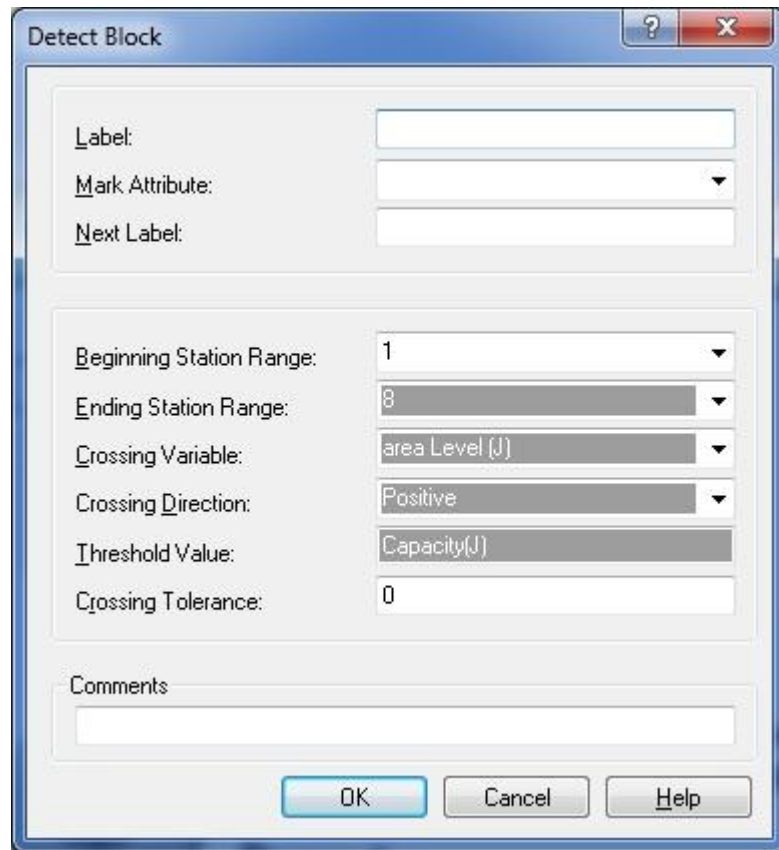 Detect Block
?
X
Label:
Mark Attribute:
Next Label:
Beginning Station Range: 1
Ending Station Range: 8
Crossing Variable: area Level (J)
Crossing Direction: Positive
Threshold Value: Capacity(J)
Crossing Tolerance: 0
Comments
OK Cancel Help